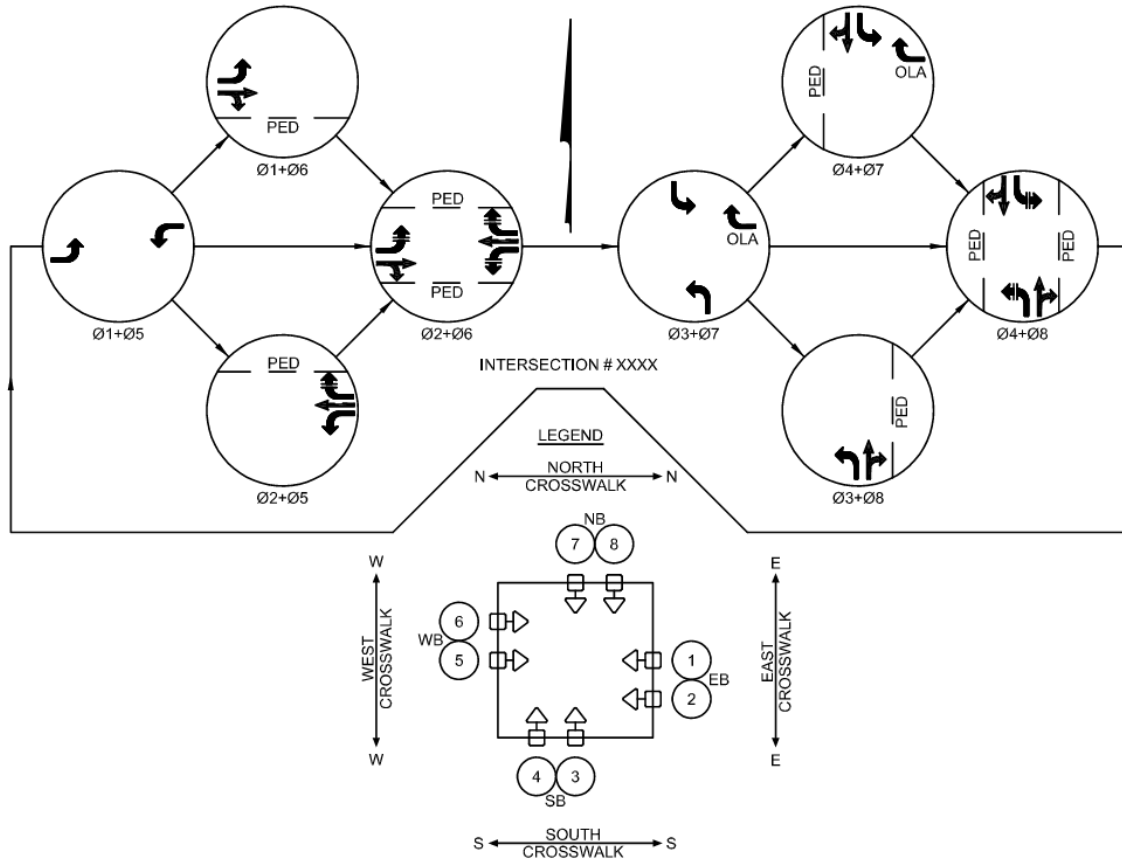 PED
Ø1+Ø6
OLA
PED
Ø4+Ø7
Ø1+Ø5
PED
PED
Ø2+Ø6
OLA
Ø3+Ø7
PED
PED
Ø4+Ø8
INTERSECTION # XXXX
PED
Ø2+Ø5
PED
Ø3+Ø8
LEGEND
N NORTH N
CROSSWALK
NB
7 8
W
WEST
CROSSWALK
W
6
WB
5
1
EB
2
E
EAST
CROSSWALK
E
4 3
SB
S SOUTH S
CROSSWALK